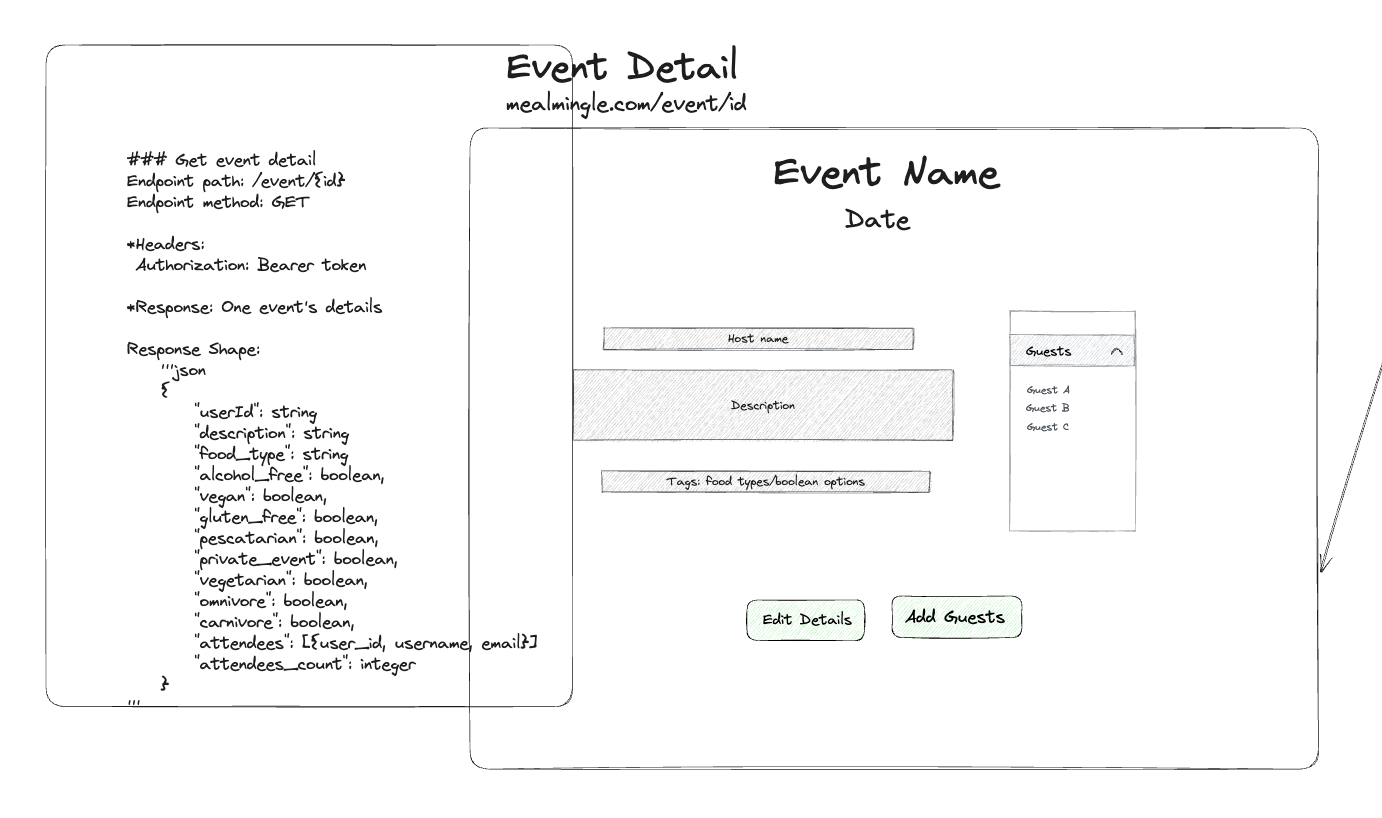 Event Detail
mealmingle.com/event/id
### Get event detail
Endpoint path: /event/{id}
Endpoint method: GET
*Headers:
Authorization: Bearer token
*Response: One event's details
Response Shape:
'''json
{
"userId": string
"description": string
"food_type": string
"alcohol_free": boolean,
"vegan": boolean,
"gluten_free": boolean,
"pescatarian": boolean,
"private_event": boolean,
"vegetarian": boolean,
"omnivore": boolean,
"carnivore": boolean,
"attendees": [{user_id, username, email}]
"attendees_count": integer
}
'''
Event Name
Date
Host name
Description
Tags: food types/boolean options
Guests
Guest A
Guest B
Guest C
Edit Details
Add Guests